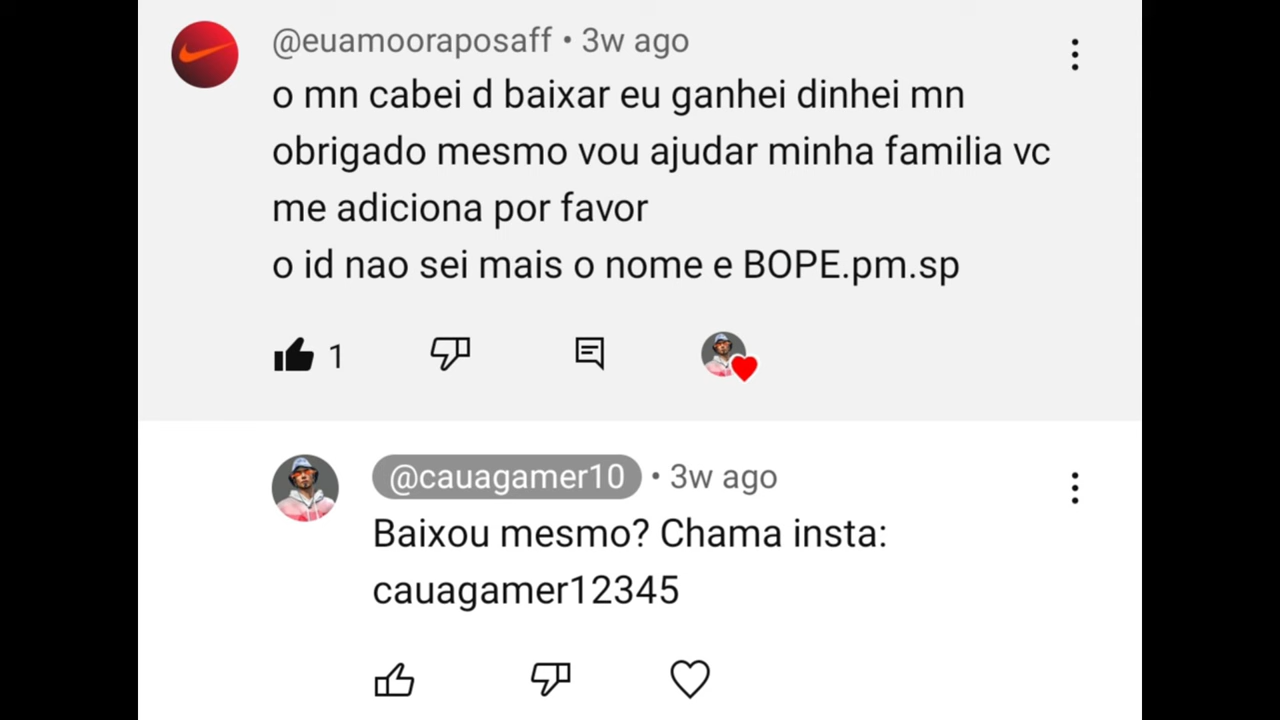 @euamooraposaff • 3w ago
o mn cabei d baixar eu ganhei dinhei mn
obrigado mesmo vou ajudar minha familia vc
me adiciona por favor
o id nao sei mais o nome e BOPE.pm.sp
1
@cauagamer10 • 3w ago
Baixou mesmo? Chama insta:
cauagamer12345